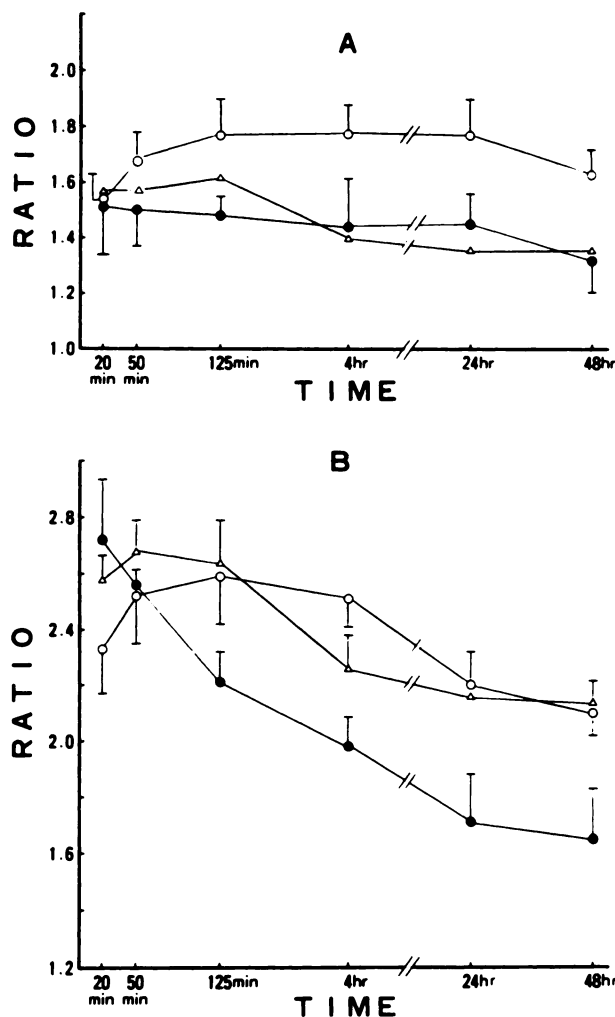 A
2.0
1.8
1.6
1.4
1.2
1.0
RATIO
20 min
50 min
125min
4hr
24hr
48hr
TIME
B
2.8
2.4
2.0
1.6
1.2
RATIO
20 min
50 min
125min
4hr
24hr
48hr
TIME